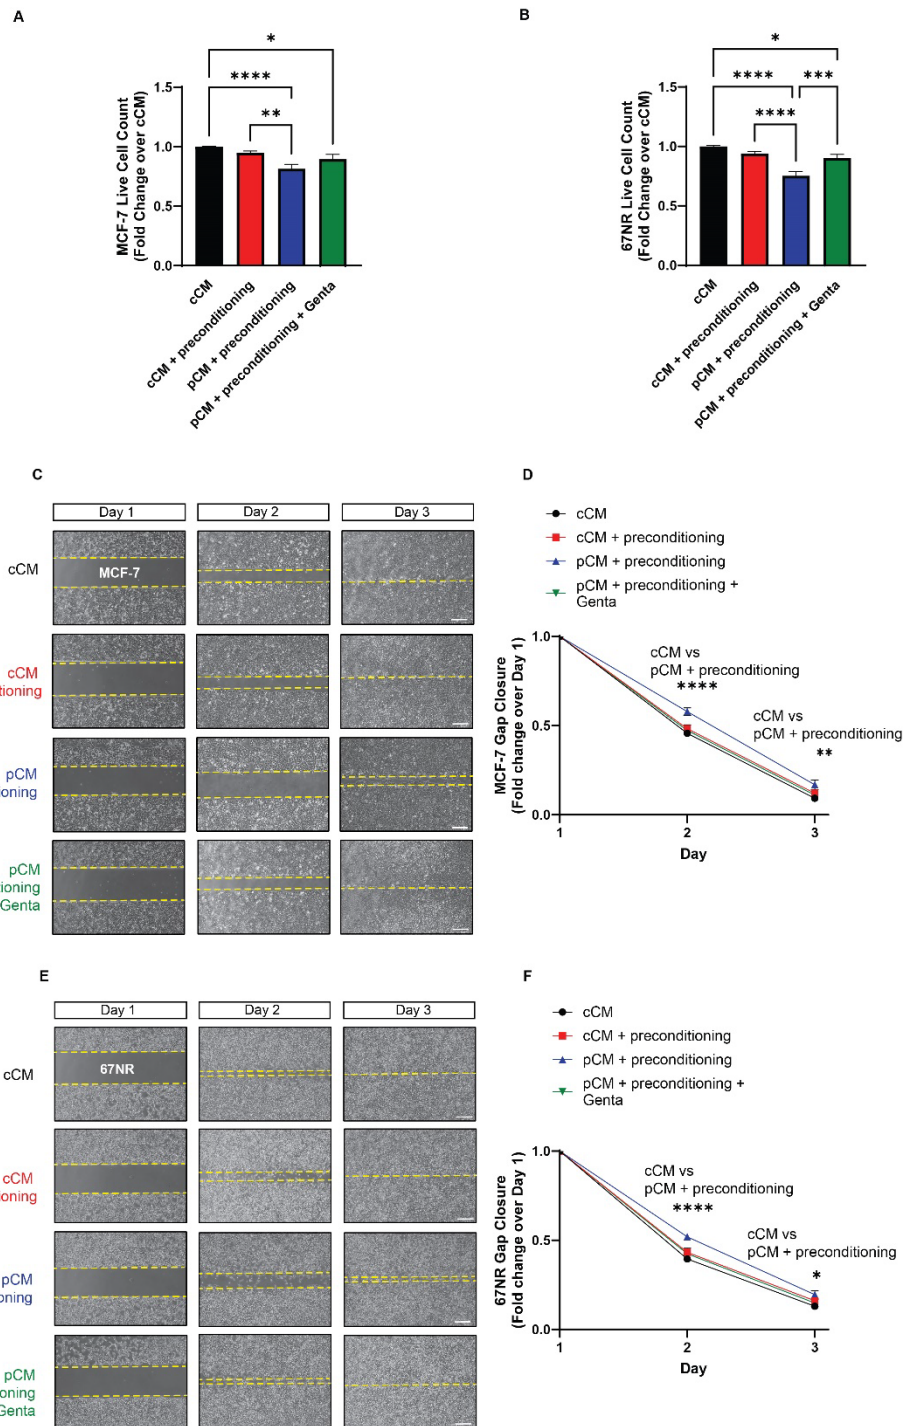 A
B
*
****
**
1.5
1.0
0.5
0.0
MCF-7 Live Cell Count
(Fold Change over cCM)
cCM
cCM + preconditioning
pCM + preconditioning
pCM + preconditioning + Genta
*
****
***
****
1.5
1.0
0.5
0.0
67NR Live Cell Count
(Fold Change over cCM)
cCM
cCM + preconditioning
pCM + preconditioning
pCM + preconditioning + Genta
C
Day 1
Day 2
Day 3
cCM
MCF-7
cCM
tioning
pCM
oning
pCM
tioning
Genta
D
cCM
cCM + preconditioning
pCM + preconditioning
pCM + preconditioning +
Genta
1.0
0.5
0.0
MCF-7 Gap Closure
(Fold change over Day 1)
cCM vs
pCM + preconditioning
****
cCM vs
pCM + preconditioning
**
1
2
3
Day
E
Day 1
Day 2
Day 3
cCM
67NR
cCM
tioning
pCM
oning
pCM
oning
Genta
F
cCM
cCM + preconditioning
pCM + preconditioning
pCM + preconditioning +
Genta
1.0
0.5
0.0
67NR Gap Closure
(Fold change over Day 1)
cCM vs
pCM + preconditioning
****
cCM vs
pCM + preconditioning
*
1
2
3
Day